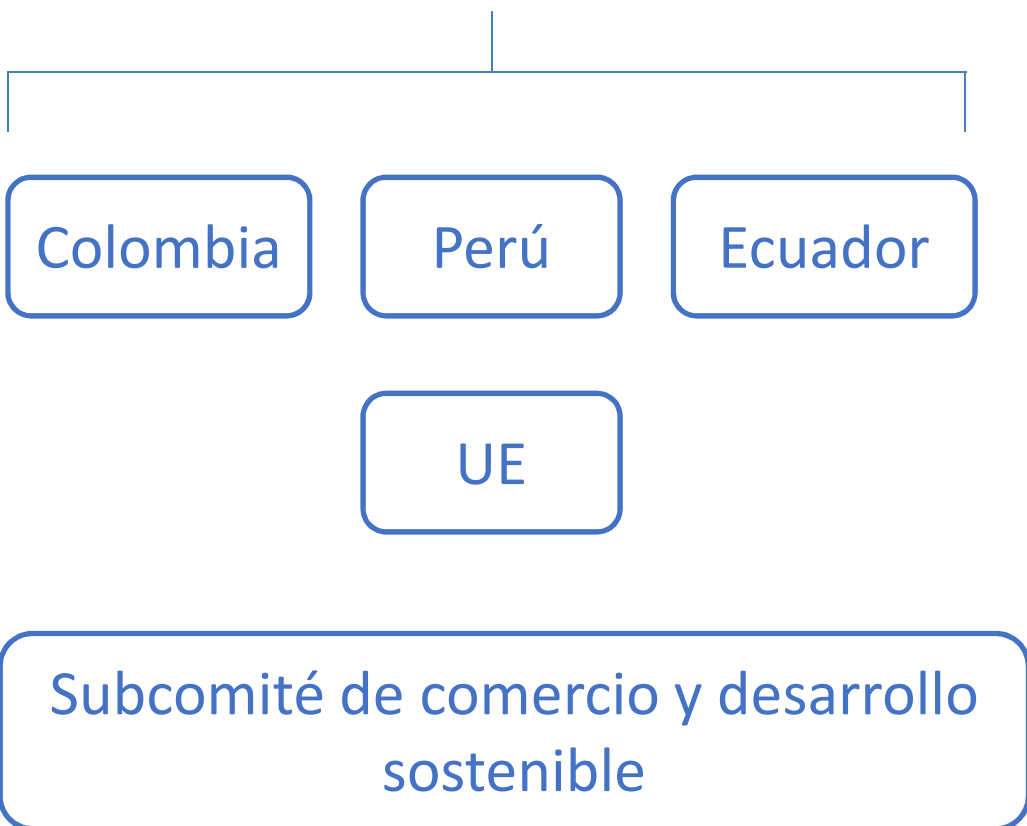 Colombia
Perú
Ecuador
UE
Subcomité de comercio y desarrollo
sostenible